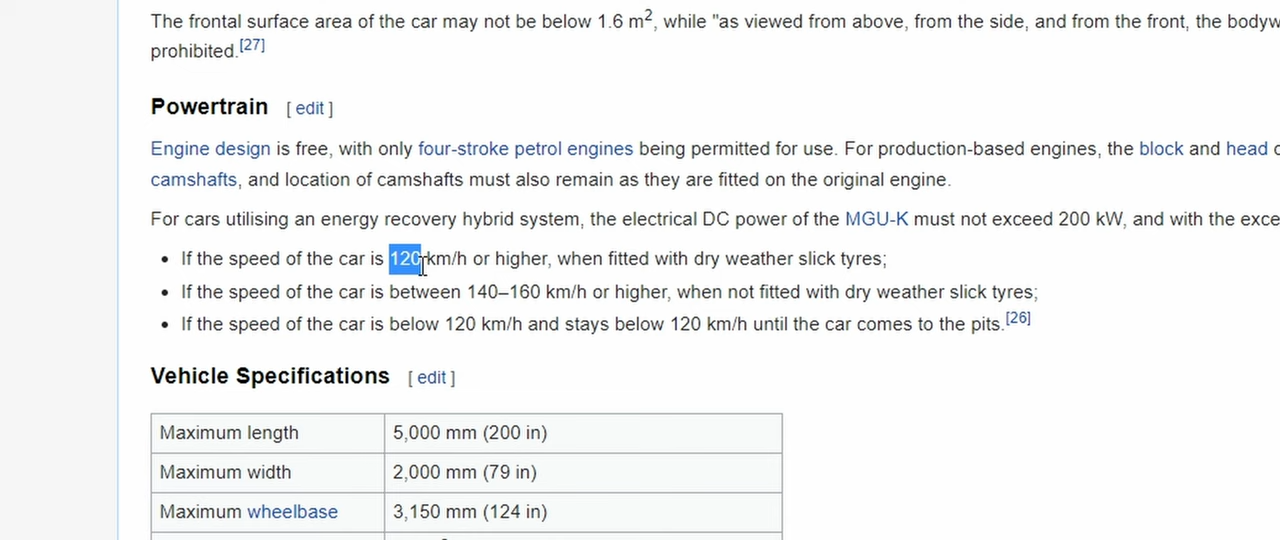 The frontal surface area of the car may not be below 1.6 m², while "as viewed from above, from the side, and from the front, the bodyw
prohibited.[27]
Powertrain [ edit ]
Engine design is free, with only four-stroke petrol engines being permitted for use. For production-based engines, the block and head o
camshafts, and location of camshafts must also remain as they are fitted on the original engine.
For cars utilising an energy recovery hybrid system, the electrical DC power of the MGU-K must not exceed 200 kW, and with the exce
• If the speed of the car is 120 km/h or higher, when fitted with dry weather slick tyres;
• If the speed of the car is between 140–160 km/h or higher, when not fitted with dry weather slick tyres;
• If the speed of the car is below 120 km/h and stays below 120 km/h until the car comes to the pits.[26]
Vehicle Specifications [ edit ]
Maximum length 5,000 mm (200 in)
Maximum width 2,000 mm (79 in)
Maximum wheelbase 3,150 mm (124 in)